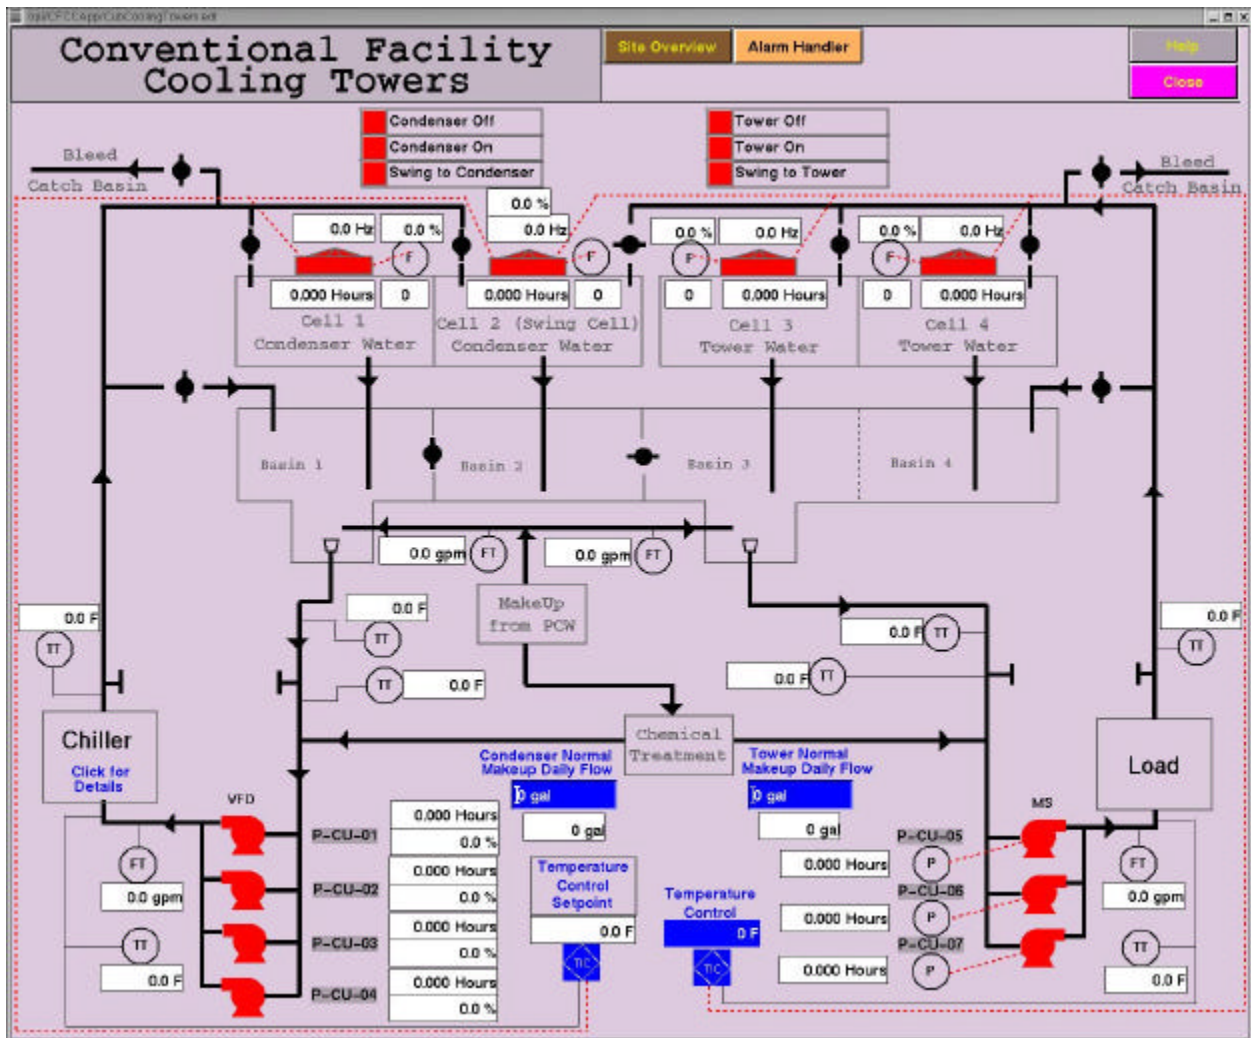 Conventional Facility
Cooling Towers
Site Overview
Alarm Handler
Help
Close
Condenser Off
Condenser On
Swing to Condenser
Tower Off
Tower On
Swing to Tower
Bleed
Catch Basin
Bleed
Catch Basin
0.0 Hz
0.0 %
0.0 %
0.0 Hz
0.0 %
0.0 Hz
0.0 %
0.0 Hz
F
F
F
F
0.000 Hours
0
0.000 Hours
0
0
0.000 Hours
0
0.000 Hours
Cell 1
Condenser Water
Cell 2 (Swing Cell)
Condenser Water
Cell 3
Tower Water
Cell 4
Tower Water
Basin 1
Basin 2
Basin 3
Basin 4
0.0 gpm
FT
0.0 gpm
FT
MakeUp
from PCW
0.0 F
TT
0.0 F
TT
TT
0.0 F
0.0 F
TT
0.0 F
TT
0.0 F
TT
Chiller
Click for
Details
Chemical
Treatment
Load
Condenser Normal
Makeup Daily Flow
0 gal
0 gal
Tower Normal
Makeup Daily Flow
0 gal
0 gal
VFD
P-CU-01
0.000 Hours
0.0 %
P-CU-02
0.000 Hours
0.0 %
P-CU-03
0.000 Hours
0.0 %
P-CU-04
0.000 Hours
0.0 %
FT
0.0 gpm
TT
0.0 F
Temperature
Control
Setpoint
0.0 F
TIC
Temperature
Control
0 F
TIC
MS
P-CU-05
0.000 Hours
P
P-CU-06
0.000 Hours
P
P-CU-07
0.000 Hours
P
FT
0.0 gpm
TT
0.0 F